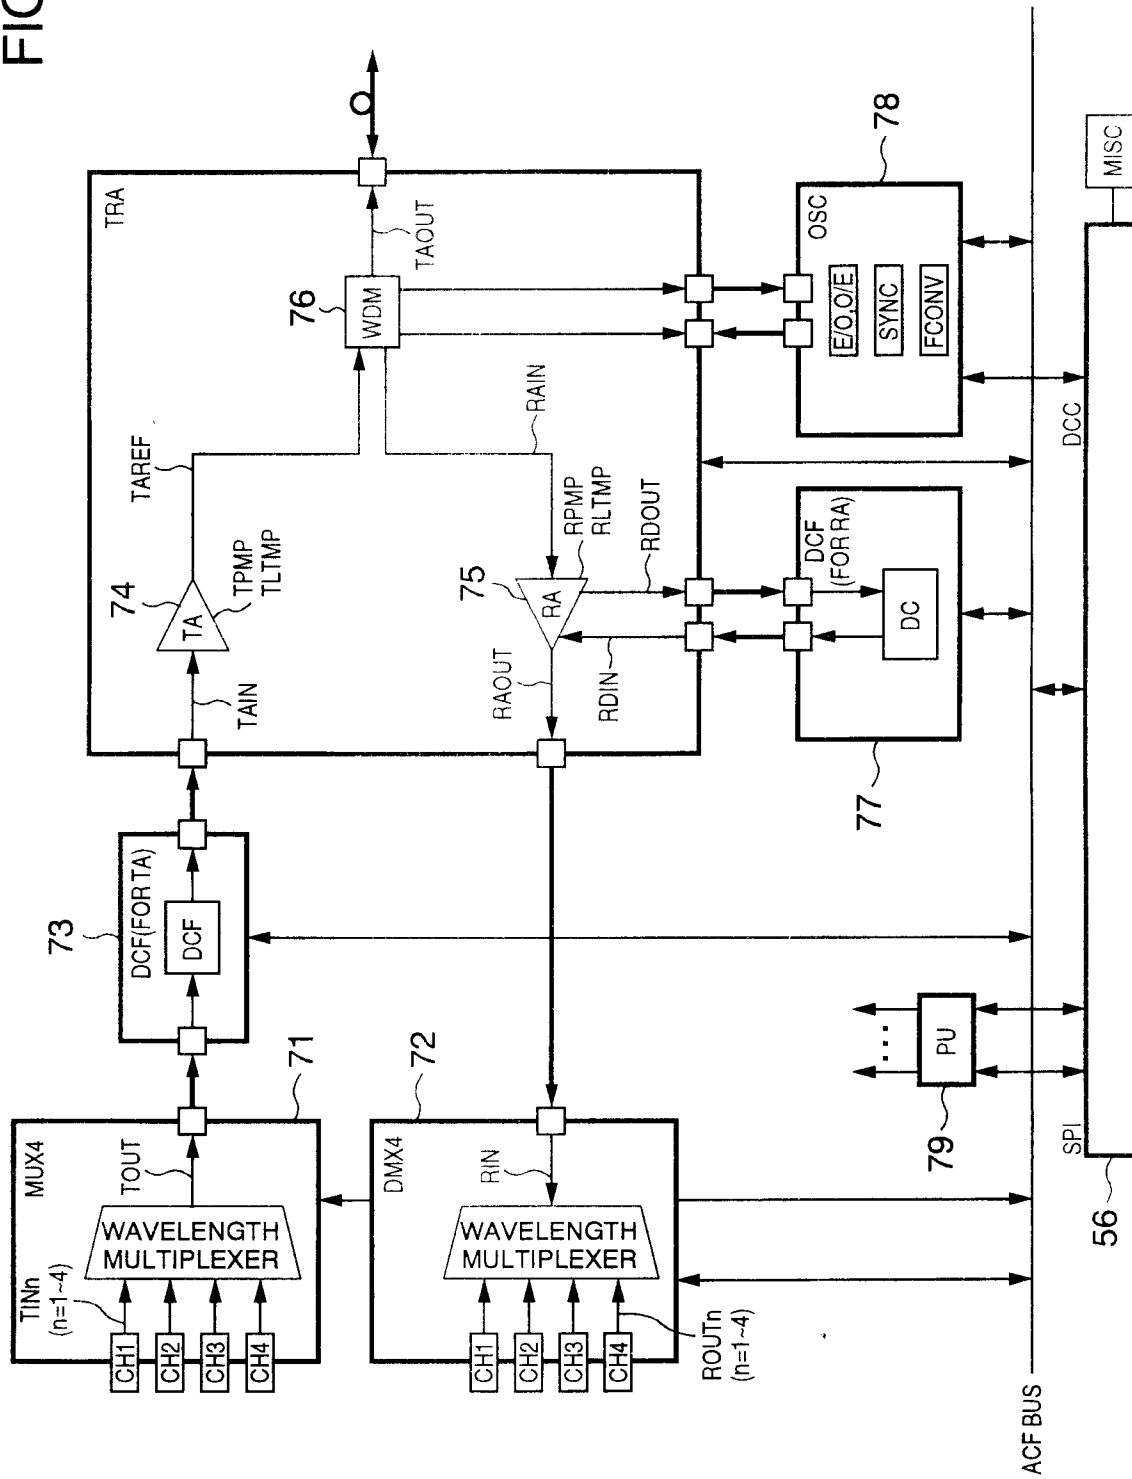 FIG
MUX4
TINn
(n=1~4)
CH1
CH2
CH3
CH4
WAVELENGTH
MULTIPLEXER
TOUT
71
73
DCF(FOR TA)
DCF
TRA
TAIN
74
TA
TPMP
TLTMP
TAREF
76
WDM
TAOUT
RAIN
75
RA
RPMP
RLTMP
RDOUT
RAOUT
RDIN
DMX4
72
RIN
WAVELENGTH
MULTIPLEXER
CH1
CH2
CH3
CH4
ROUTn
(n=1~4)
77
DCF
(FOR RA)
DC
78
OSC
E/O,O/E
SYNC
FCONV
79
PU
ACF BUS
56
SPI
DCC
MISC